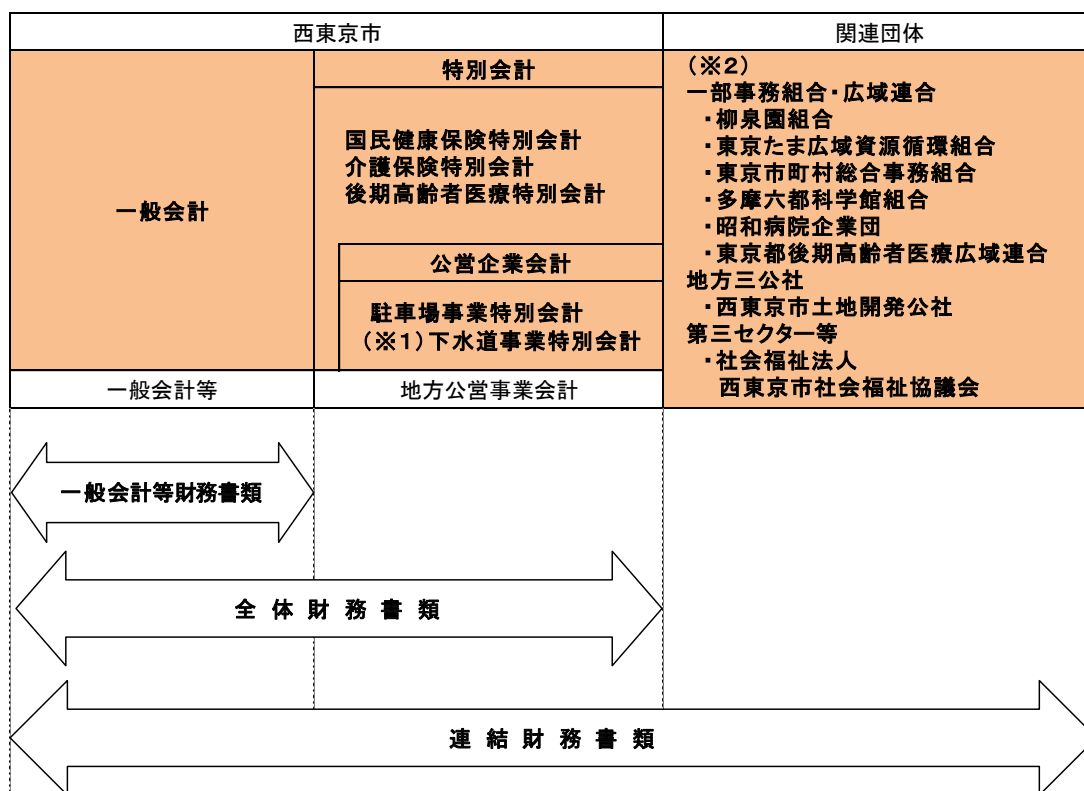 西東京市
関連団体
一般会計
特別会計
国民健康保険特別会計
介護保険特別会計
後期高齢者医療特別会計
公営企業会計
駐車場事業特別会計
(※1)下水道事業特別会計
(※2)
一部事務組合・広域連合
・柳泉園組合
・東京たま広域資源循環組合
・東京市町村総合事務組合
・多摩六都科学館組合
・昭和病院企業団
・東京都後期高齢者医療広域連合
地方三公社
・西東京市土地開発公社
第三セクター等
・社会福祉法人
西東京市社会福祉協議会
一般会計等
地方公営事業会計
一般会計等財務書類
全体財務書類
連結財務書類